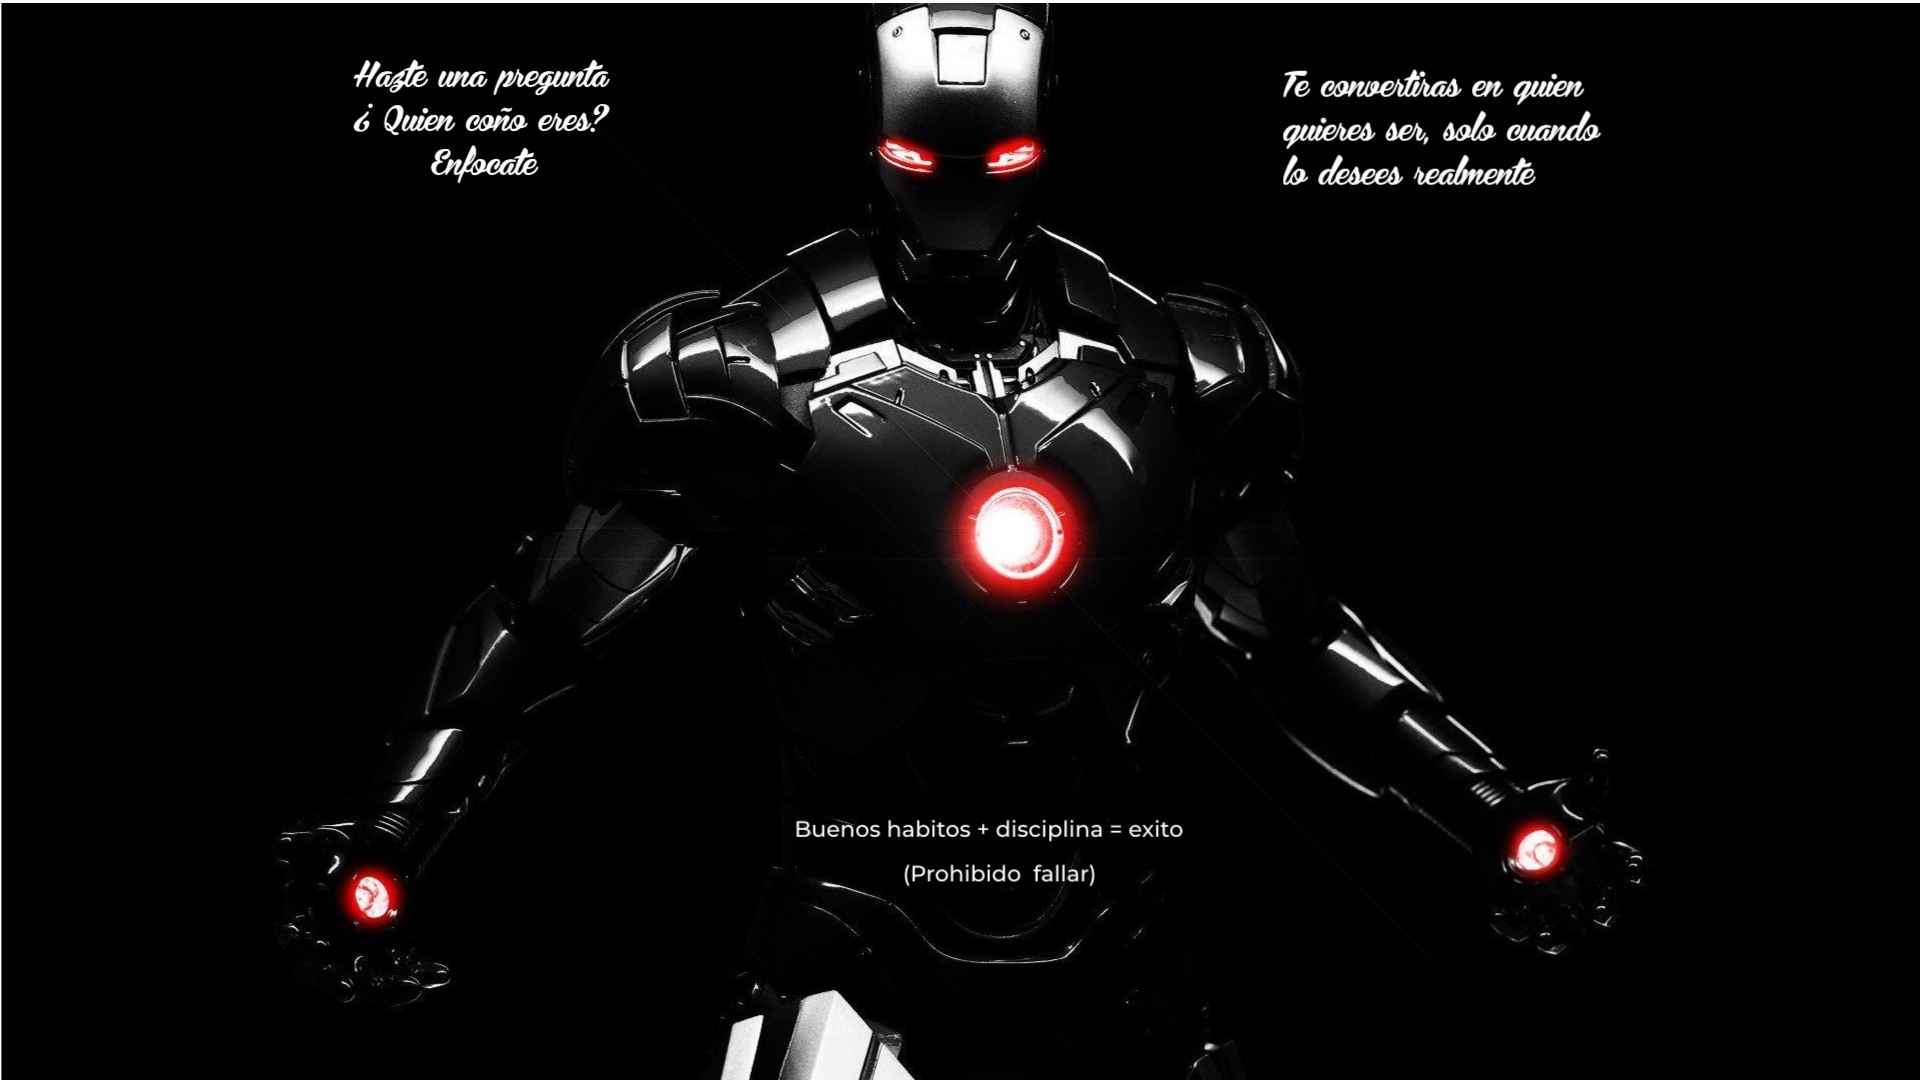 Hazte una pregunta
¿ Quien coño eres?
Enfocate
Te convertiras en quien
quieres ser, solo cuando
lo desees realmente
Buenos habitos + disciplina = exito
(Prohibido fallar)